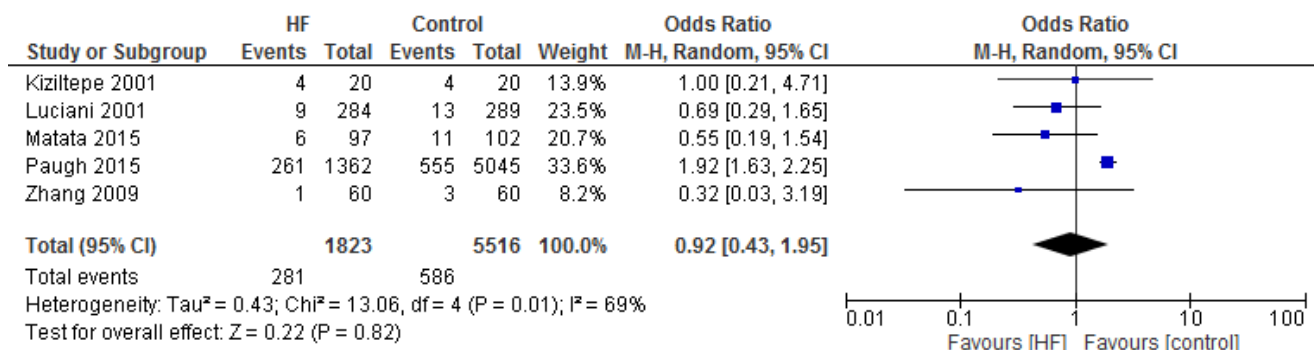 HF Control Odds Ratio Odds Ratio
Study or Subgroup Events Total Events Total Weight M-H, Random, 95% CI M-H, Random, 95% CI
Kiziltepe 2001 4 20 4 20 13.9% 1.00 [0.21, 4.71]
Luciani 2001 9 284 13 289 23.5% 0.69 [0.29, 1.65]
Matata 2015 6 97 11 102 20.7% 0.55 [0.19, 1.54]
Paugh 2015 261 1362 555 5045 33.6% 1.92 [1.63, 2.25]
Zhang 2009 1 60 3 60 8.2% 0.32 [0.03, 3.19]
Total (95% CI) 1823 5516 100.0% 0.92 [0.43, 1.95]
Total events 281 586
Heterogeneity: Tau² = 0.43; Chi² = 13.06, df = 4 (P = 0.01); I² = 69%
Test for overall effect: Z = 0.22 (P = 0.82)
0.01 0.1 1 10 100
Favours [HF] Favours [control]